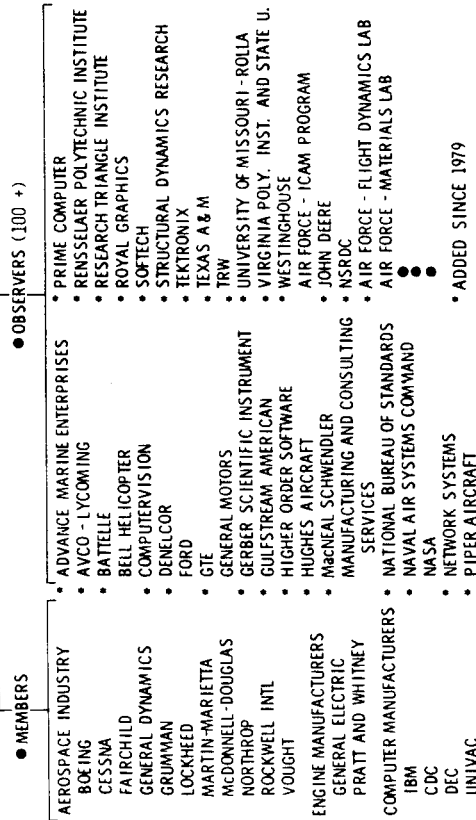 ● MEMBERS
AEROSPACE INDUSTRY
BOEING
CESSNA
FAIRCHILD
GENERAL DYNAMICS
GRUMMAN
LOCKHEED
MARTIN-MARIETTA
McDONNELL-DOUGLAS
NORTHROP
ROCKWELL INTL
VOUGHT
ENGINE MANUFACTURERS
GENERAL ELECTRIC
PRATT AND WHITNEY
COMPUTER MANUFACTURERS
IBM
CDC
DEC
UNIVAC
● OBSERVERS (100 +)
• ADVANCE MARINE ENTERPRISES
• AVCO - LYCOMING
• BATTELLE
BELL HELICOPTER
• COMPUTERVISION
• DENELCOR
• FORD
• GTE
• GENERAL MOTORS
• GERBER SCIENTIFIC INSTRUMENT
• GULFSTREAM AMERICAN
• HIGHER ORDER SOFTWARE
• HUGHES AIRCRAFT
• MacNEAL SCHWENDLER
• MANUFACTURING AND CONSULTING
SERVICES
• NATIONAL BUREAU OF STANDARDS
• NAVAL AIR SYSTEMS COMMAND
NASA
• NETWORK SYSTEMS
• PIPER AIRCRAFT
• PRIME COMPUTER
• RENSSELAER POLYTECHNIC INSTITUTE
• RESEARCH TRIANGLE INSTITUTE
• ROYAL GRAPHICS
• SOFTECH
• STRUCTURAL DYNAMICS RESEARCH
• TEKTRONIX
• TEXAS A & M
• TRW
• UNIVERSITY OF MISSOURI - ROLLA
• VIRGINIA POLY. INST. AND STATE U.
• WESTINGHOUSE
AIR FORCE - ICAM PROGRAM
• JOHN DEERE
• NSRDC
• AIR FORCE - FLIGHT DYNAMICS LAB
AIR FORCE - MATERIALS LAB
• ADDED SINCE 1979